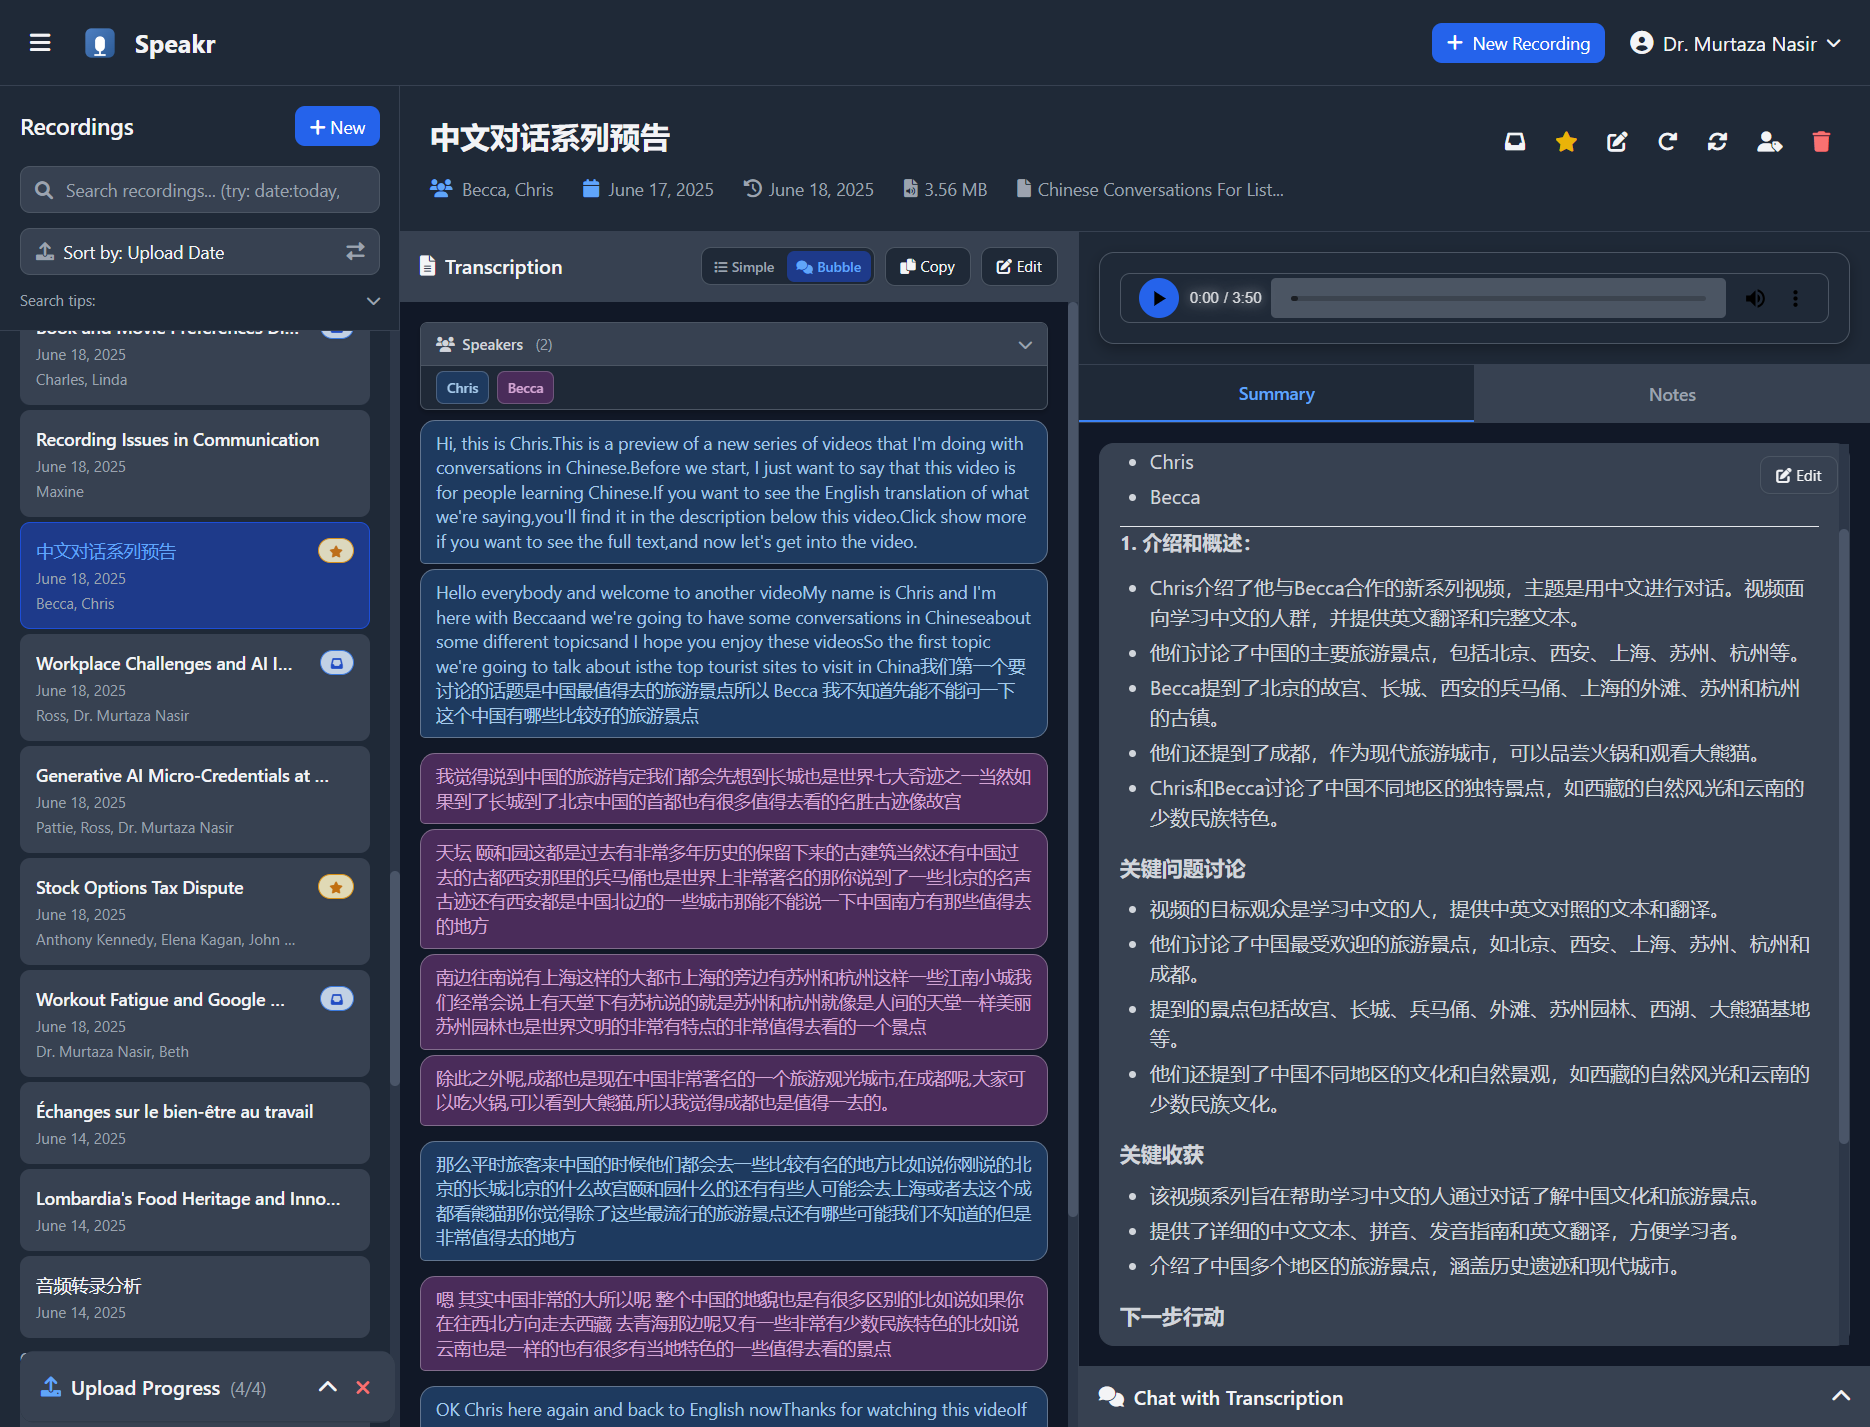 Speakr
New Recording
Dr. Murtaza Nasir
Recordings
New
Search recordings... (try: date:today,
Sort by: Upload Date
Search tips:
Book and Movie Preferences Di...
June 18, 2025
Charles, Linda
Recording Issues in Communication
June 18, 2025
Maxine
中文对话系列预告
June 18, 2025
Becca, Chris
Workplace Challenges and AI I...
June 18, 2025
Ross, Dr. Murtaza Nasir
Generative AI Micro-Credentials at ...
June 18, 2025
Pattie, Ross, Dr. Murtaza Nasir
Stock Options Tax Dispute
June 18, 2025
Anthony Kennedy, Elena Kagan, John ...
Workout Fatigue and Google ...
June 18, 2025
Dr. Murtaza Nasir, Beth
Échanges sur le bien-être au travail
June 14, 2025
Lombardia's Food Heritage and Inno...
June 14, 2025
音频转录分析
June 14, 2025
Upload Progress (4/4)
中文对话系列预告
Becca, Chris June 17, 2025 June 18, 2025 3.56 MB Chinese Conversations For List...
Transcription
Simple Bubble Copy Edit
Speakers (2)
Chris Becca
Hi, this is Chris.This is a preview of a new series of videos that I'm doing with
conversations in Chinese.Before we start, I just want to say that this video is
for people learning Chinese.If you want to see the English translation of what
we're saying,you'll find it in the description below this video.Click show more
if you want to see the full text,and now let's get into the video.
Hello everybody and welcome to another videoMy name is Chris and I'm
here with Beccaand we're going to have some conversations in Chineseabout
some different topicsand I hope you enjoy these videosSo the first topic
we're going to talk about isthe top tourist sites to visit in China我们第一个要
讨论的话题是中国最值得去的旅游景点所以 Becca 我不知道先能不能问一下
这个中国有哪些比较好的旅游景点
我觉得说到中国的旅游肯定我们都会先想到长城也是世界七大奇迹之一当然如
果到了长城到了北京中国的首都也有很多值得去看的名胜古迹像故宫
天坛 颐和园这都是过去有非常多年历史的保留下来的古建筑当然还有中国过
去的古都西安那里的兵马俑也是世界上非常著名的那你说到了一些北京的名声
古迹还有西安都是中国北边的一些城市那能不能说一下中国南方有那些值得去
的地方
南边往南说有上海这样的大都市上海的旁边有苏州和杭州这样一些江南小城我
们经常会说上有天堂下有苏杭说的就是苏州和杭州就像是人间的天堂一样美丽
苏州园林也是世界文明的非常有特点的非常值得去看的一个景点
除此之外呢,成都也是现在中国非常著名的一个旅游观光城市,在成都呢,大家可
以吃火锅,可以看到大熊猫,所以我觉得成都也是值得一去的。
那么平时旅客来中国的时候他们都会去一些比较有名的地方比如说你刚说的北
京的长城北京的什么故宫颐和园什么的还有有些人可能会去上海或者去这个成
都看熊猫那你觉得除了这些最流行的旅游景点还有哪些可能我们不知道的但是
非常值得去的地方
嗯 其实中国非常的大所以呢 整个中国的地貌也是有很多区别的比如说如果你
在往西北方向走去西藏 去青海那边呢又有一些非常有少数民族特色的比如说
云南也是一样的也有很多有当地特色的一些值得去看的景点
OK Chris here again and back to English nowThanks for watching this videoIf
0:00 / 3:50
Summary
Notes
Edit
Chris
Becca
1. 介绍和概述：
Chris介绍了他与Becca合作的新系列视频，主题是用中文进行对话。视频面
向学习中文的人群，并提供英文翻译和完整文本。
他们讨论了中国的主要旅游景点，包括北京、西安、上海、苏州、杭州等。
Becca提到了北京的故宫、长城、西安的兵马俑、上海的外滩、苏州和杭州
的古镇。
他们还提到了成都，作为现代旅游城市，可以品尝火锅和观看大熊猫。
Chris和Becca讨论了中国不同地区的独特景点，如西藏的自然风光和云南的
少数民族特色。
关键问题讨论
视频的目标观众是学习中文的人，提供中英文对照的文本和翻译。
他们讨论了中国最受欢迎的旅游景点，如北京、西安、上海、苏州、杭州和
成都。
提到的景点包括故宫、长城、兵马俑、外滩、苏州园林、西湖、大熊猫基地
等。
他们还提到了中国不同地区的文化和自然景观，如西藏的自然风光和云南的
少数民族文化。
关键收获
该视频系列旨在帮助学习中文的人通过对话了解中国文化和旅游景点。
提供了详细的中文文本、拼音、发音指南和英文翻译，方便学习者。
介绍了中国多个地区的旅游景点，涵盖历史遗迹和现代城市。
下一步行动
Chat with Transcription